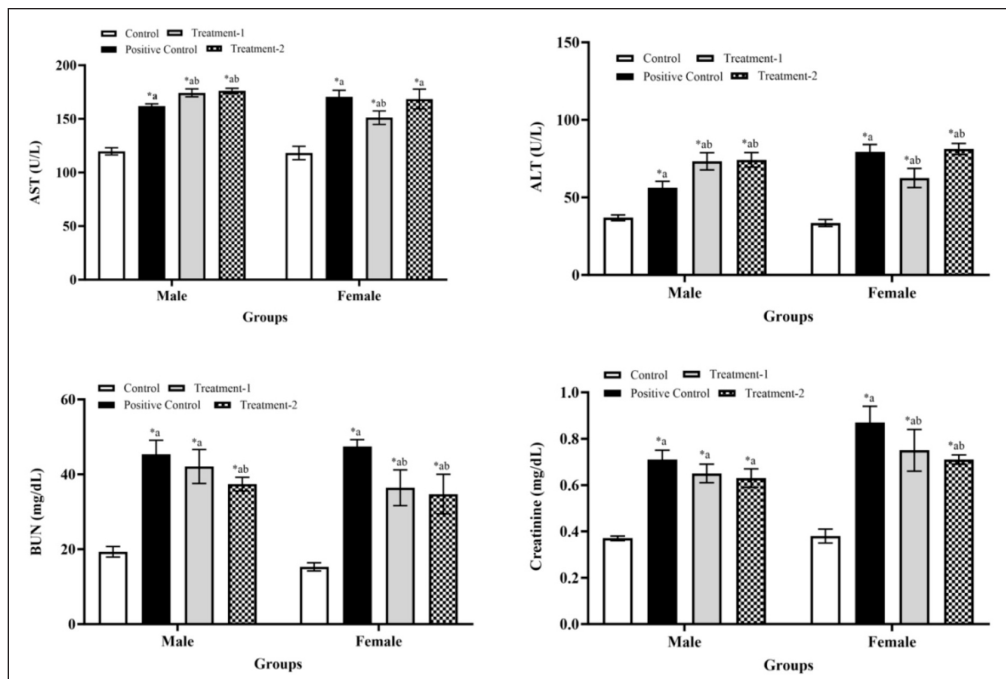 Control Treatment-1
Positive Control Treatment-2
200
150
100
50
0
AST (U/L)
*a *ab *ab *a *ab *a
Male Female
Groups
Control Treatment-1
Positive Control Treatment-2
150
100
50
0
ALT (U/L)
*a *ab *ab *a *ab *ab
Male Female
Groups
Control Treatment-1
Positive Control Treatment-2
60
40
20
0
BUN (mg/dL)
*a *a *ab *a *ab *ab
Male Female
Groups
Control Treatment-1
Positive Control Treatment-2
1.0
0.8
0.6
0.4
0.2
0.0
Creatinine (mg/dL)
*a *a *a *a *ab *ab
Male Female
Groups